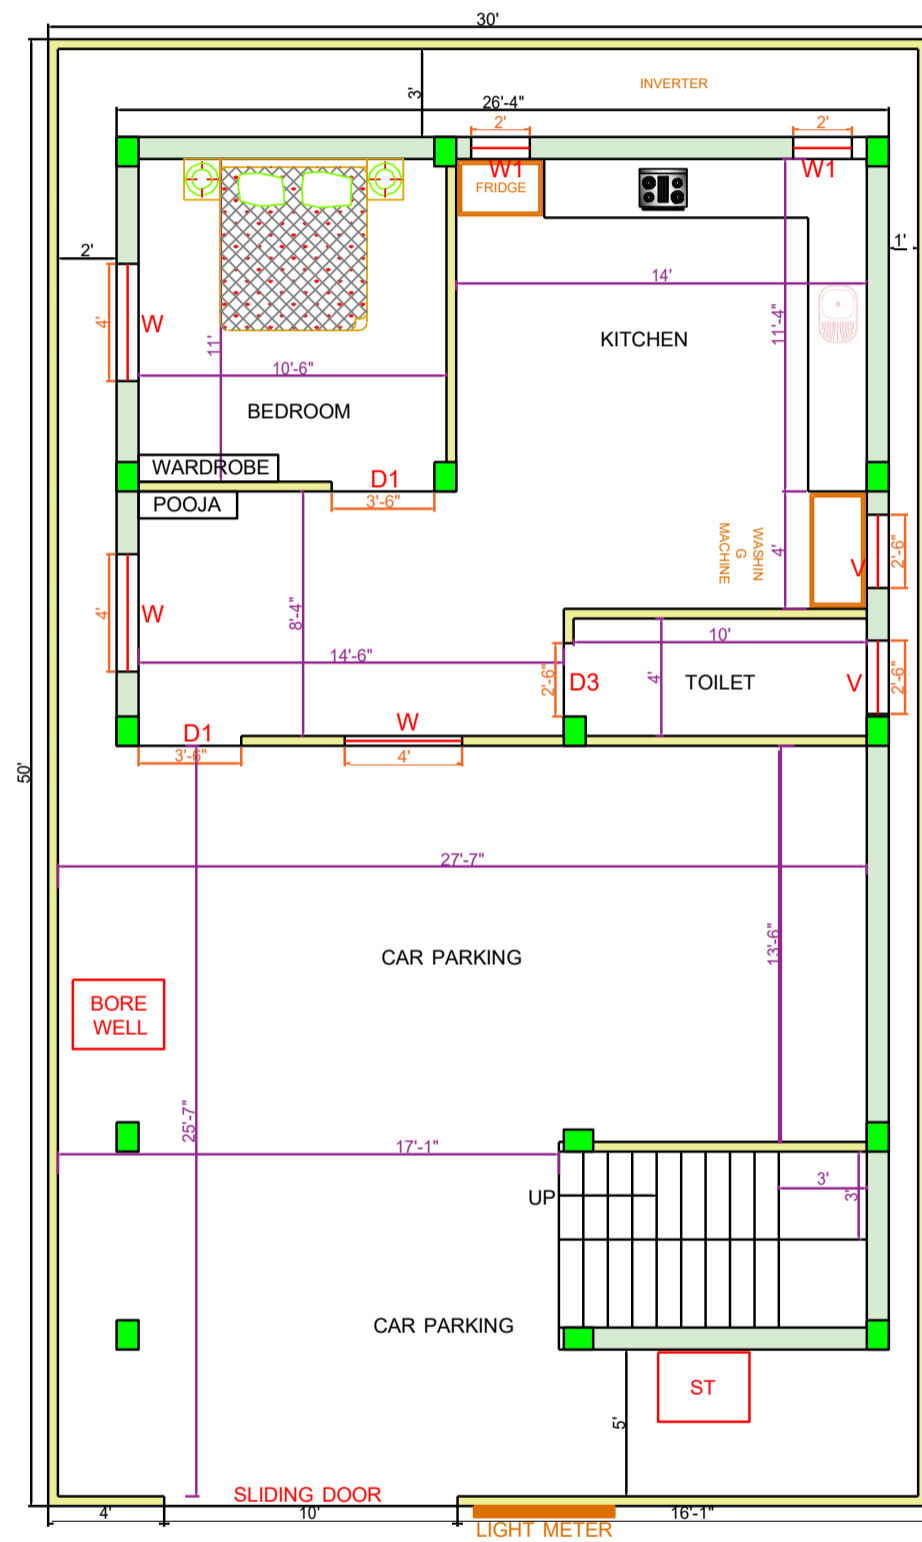 30'
INVERTER
3'
26'-4"
2'
2'
W1
W1
FRIDGE
2'
1'
14'
4'
W
11'
11'-4"
KITCHEN
10'-6"
BEDROOM
WARDROBE
D1
POOJA
3'-6"
WASHIN
G
MACHINE
4'
2'-6"
V
4'
W
8'-4"
14'-6"
10'
2'-6"
D3
4'
TOILET
V
2'-6"
D1
W
3'-6"
4'
50'
27'-7"
13'-6"
CAR PARKING
BORE
WELL
25'-7"
17'-1"
UP
3'
3'
CAR PARKING
ST
5'
SLIDING DOOR
4'
10'
16'-1"
LIGHT METER